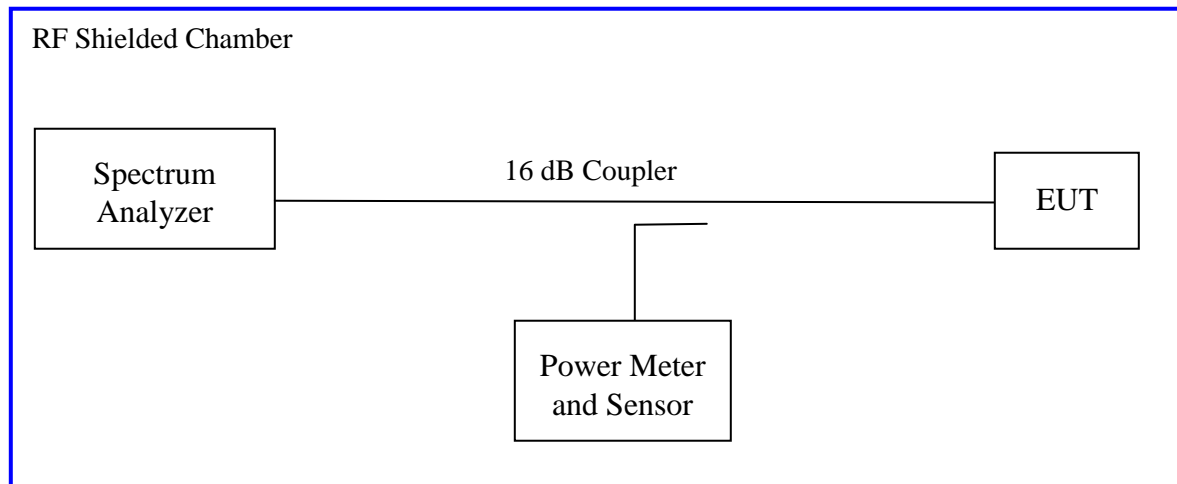 RF Shielded Chamber
Spectrum
Analyzer
16 dB Coupler
EUT
Power Meter
and Sensor